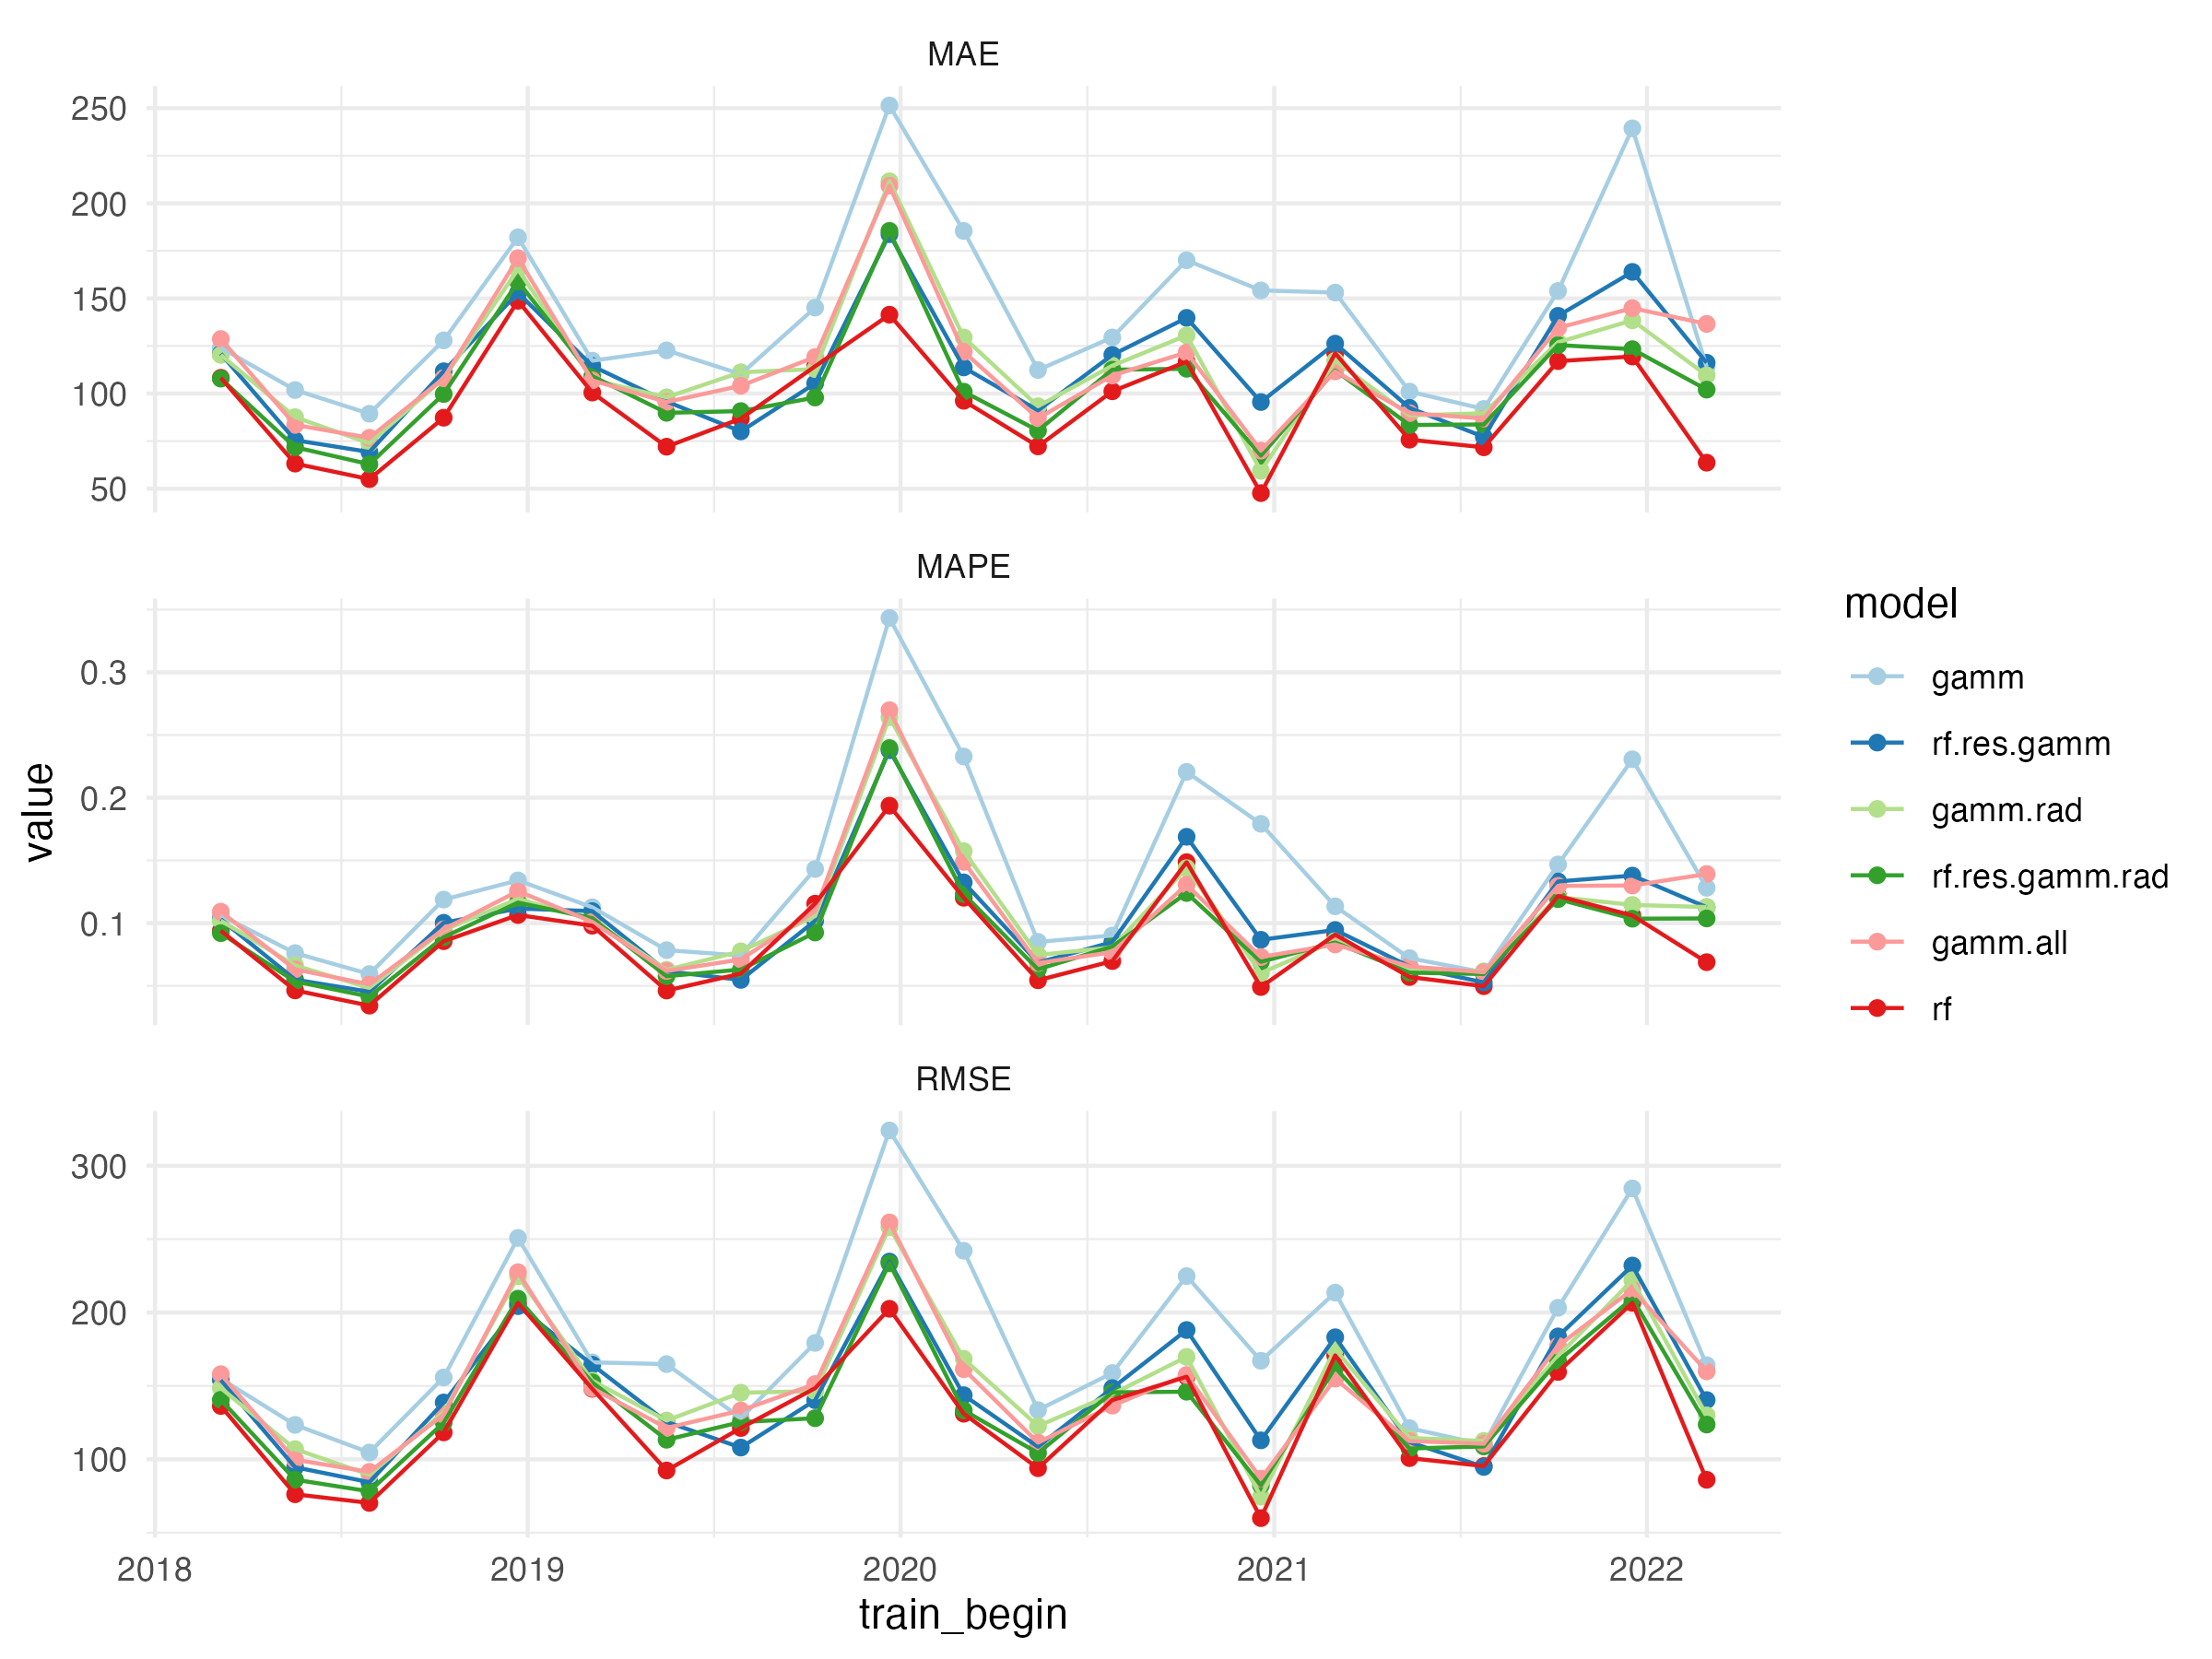 MAE
250
200
150
100
50
MAPE
0.3
0.2
0.1
RMSE
300
200
100
2018 2019 2020 2021 2022
train_begin
value
model
gamm
rf.res.gamm
gamm.rad
rf.res.gamm.rad
gamm.all
rf